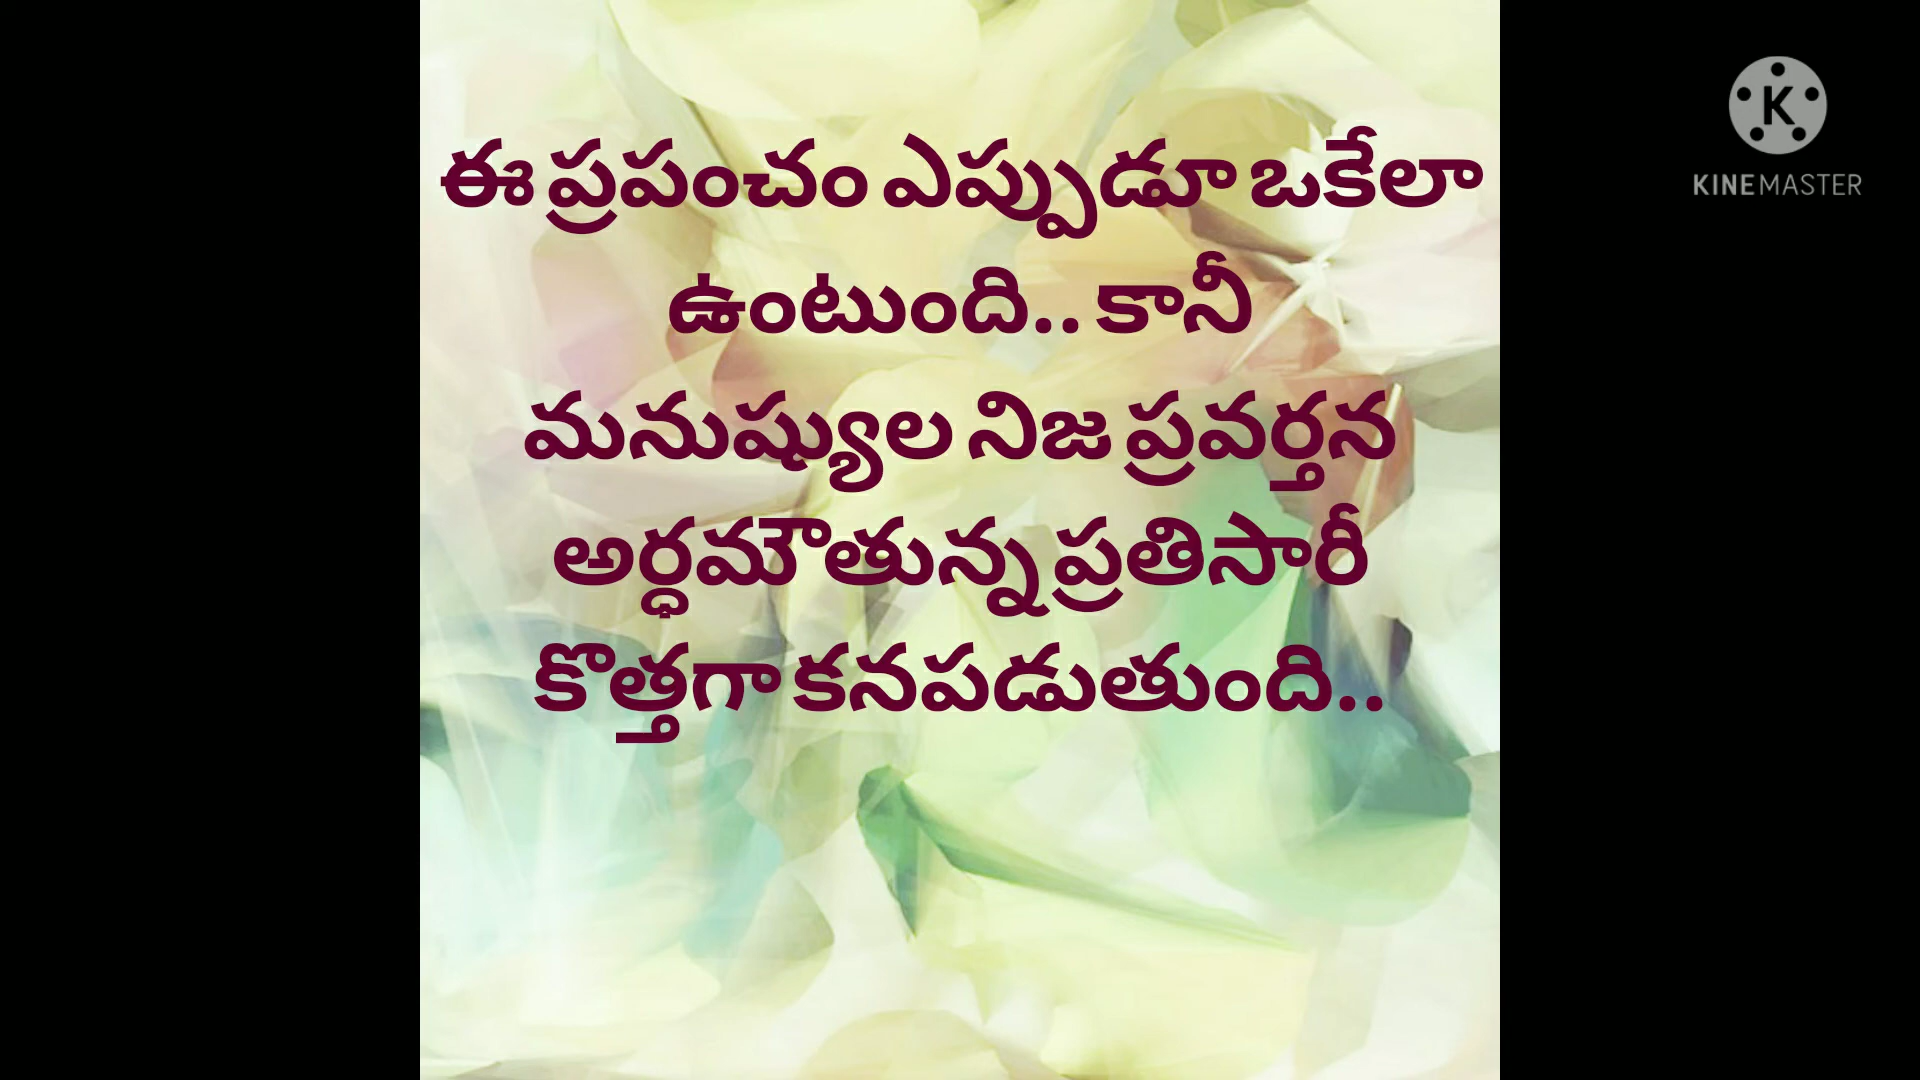 ఈ ప్రపంచం ఎప్పుడూ ఒకేలా
ఉంటుంది.. కానీ
మనుష్యుల నిజ ప్రవర్తన
అర్ధమౌతున్న ప్రతిసారీ
కొత్తగా కనపడుతుంది..
K
KINEMASTER